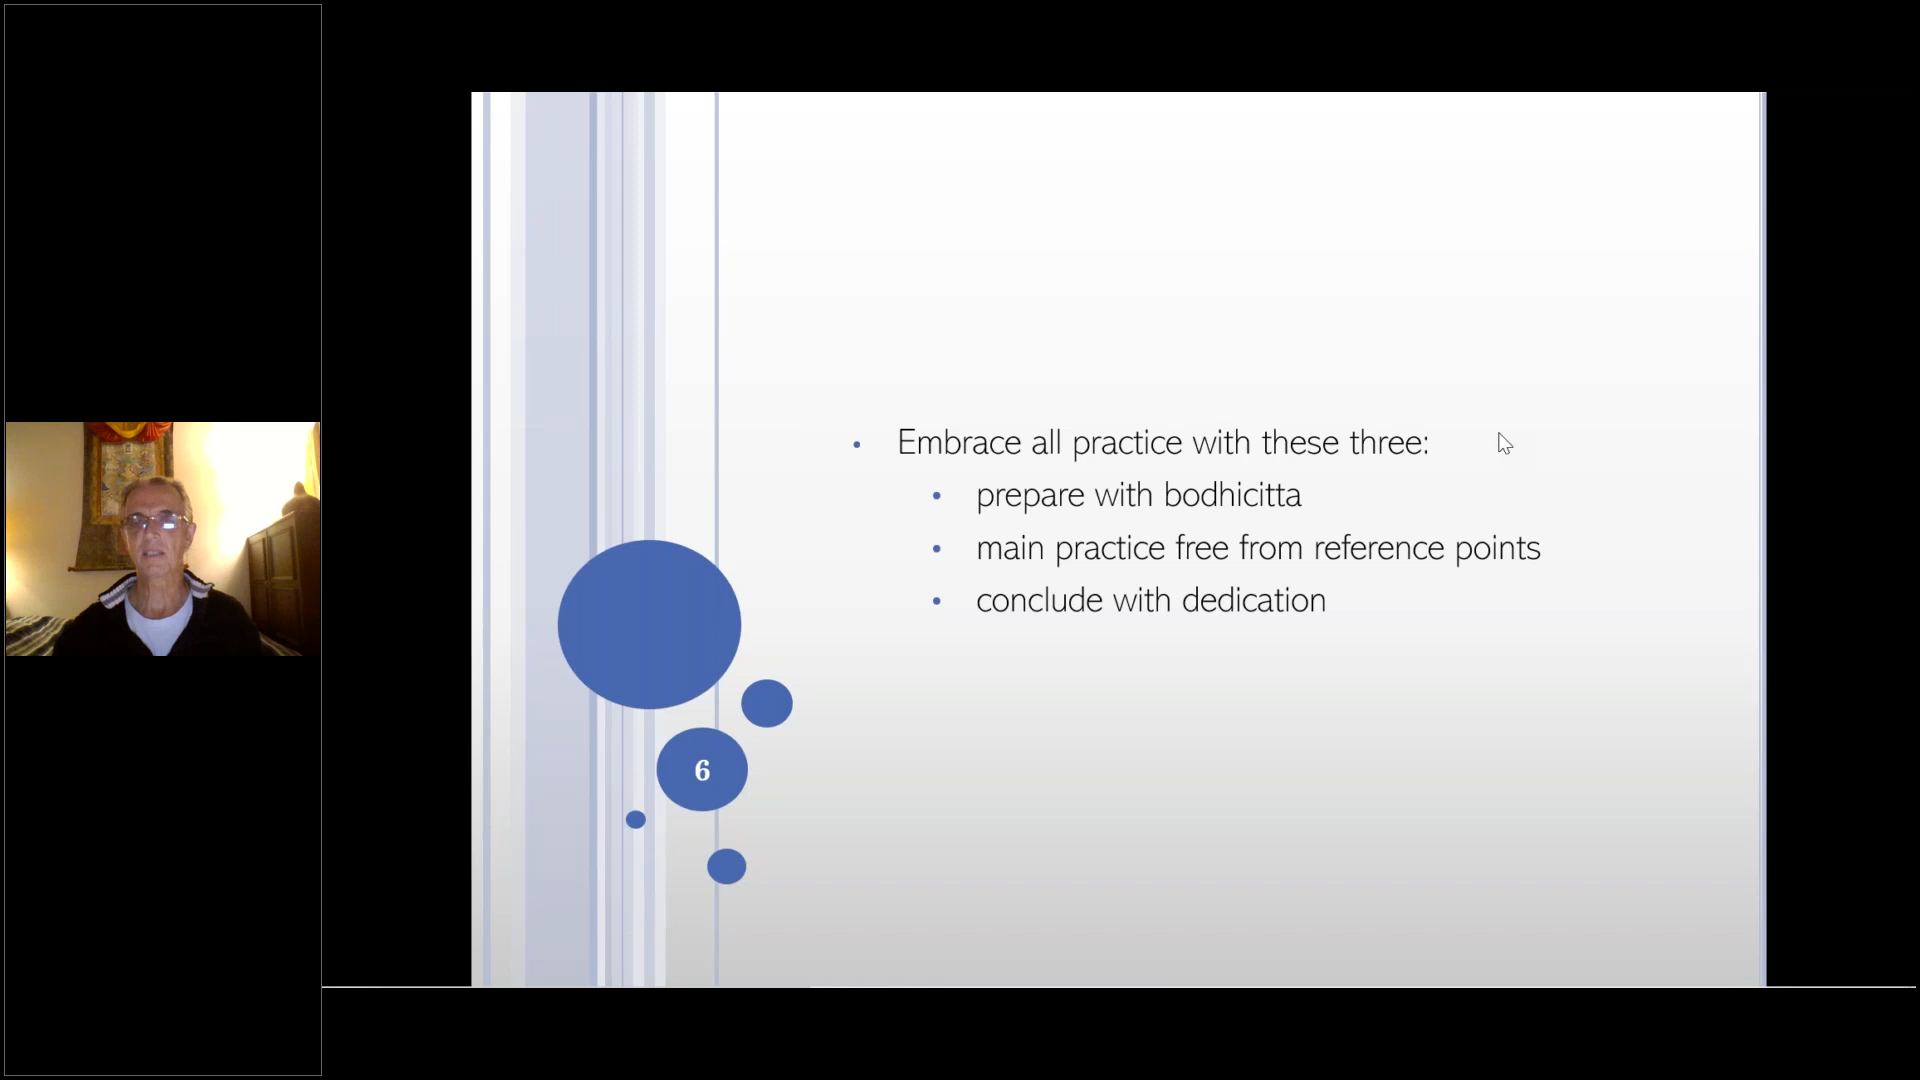 Embrace all practice with these three:
prepare with bodhicitta
main practice free from reference points
conclude with dedication
6